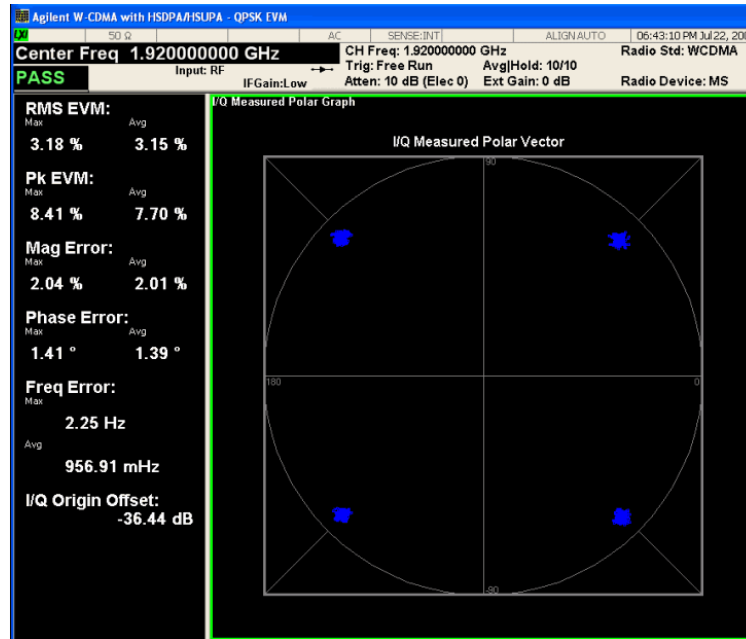 Agilent W-CDMA with HSDPA/HSUPA - QPSK EVM
LXI 50 Ω AC SENSE:INT ALIGN AUTO 06:43:10 PM Jul 22, 200
Center Freq 1.920000000 GHz
CH Freq: 1.920000000 GHz
Radio Std: WCDMA
PASS
Input: RF
Trig: Free Run
Avg|Hold: 10/10
IFGain:Low
Atten: 10 dB (Elec 0)
Ext Gain: 0 dB
Radio Device: MS
RMS EVM:
Max Avg
3.18 % 3.15 %
Pk EVM:
Max Avg
8.41 % 7.70 %
Mag Error:
Max Avg
2.04 % 2.01 %
Phase Error:
Max Avg
1.41 ° 1.39 °
Freq Error:
Max
2.25 Hz
Avg
956.91 mHz
I/Q Origin Offset:
-36.44 dB
I/Q Measured Polar Graph
I/Q Measured Polar Vector
90
180
0
-90